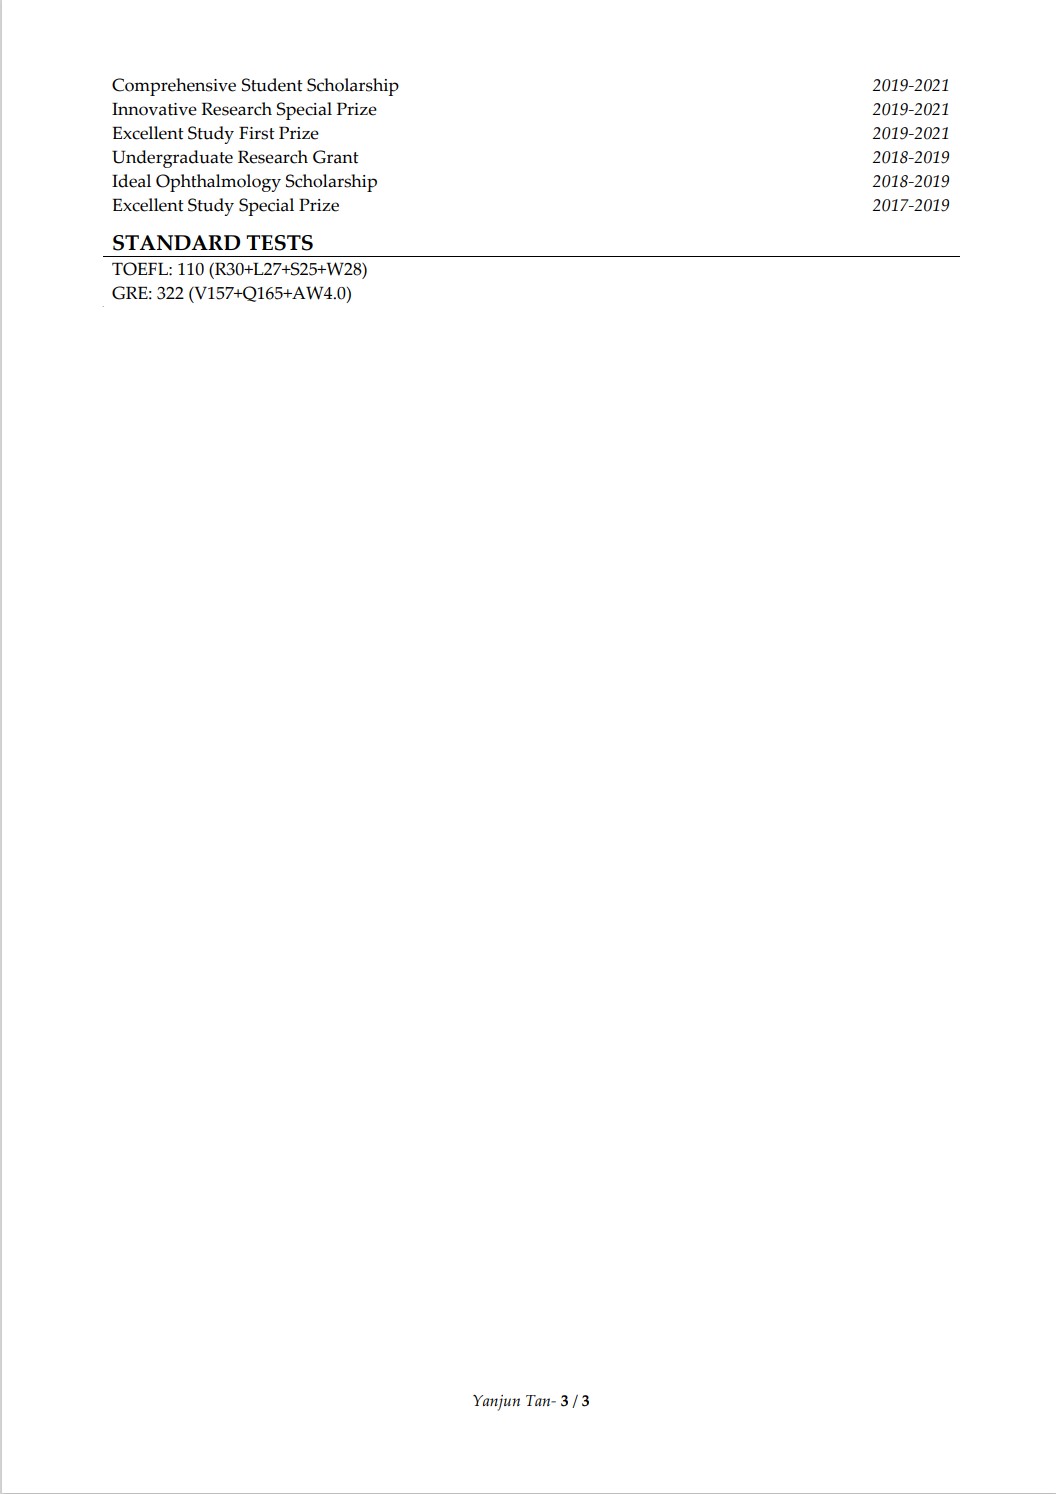 Comprehensive Student Scholarship 2019-2021
Innovative Research Special Prize 2019-2021
Excellent Study First Prize 2019-2021
Undergraduate Research Grant 2018-2019
Ideal Ophthalmology Scholarship 2018-2019
Excellent Study Special Prize 2017-2019
STANDARD TESTS
TOEFL: 110 (R30+L27+S25+W28)
GRE: 322 (V157+Q165+AW4.0)
Yanjun Tan- 3 / 3